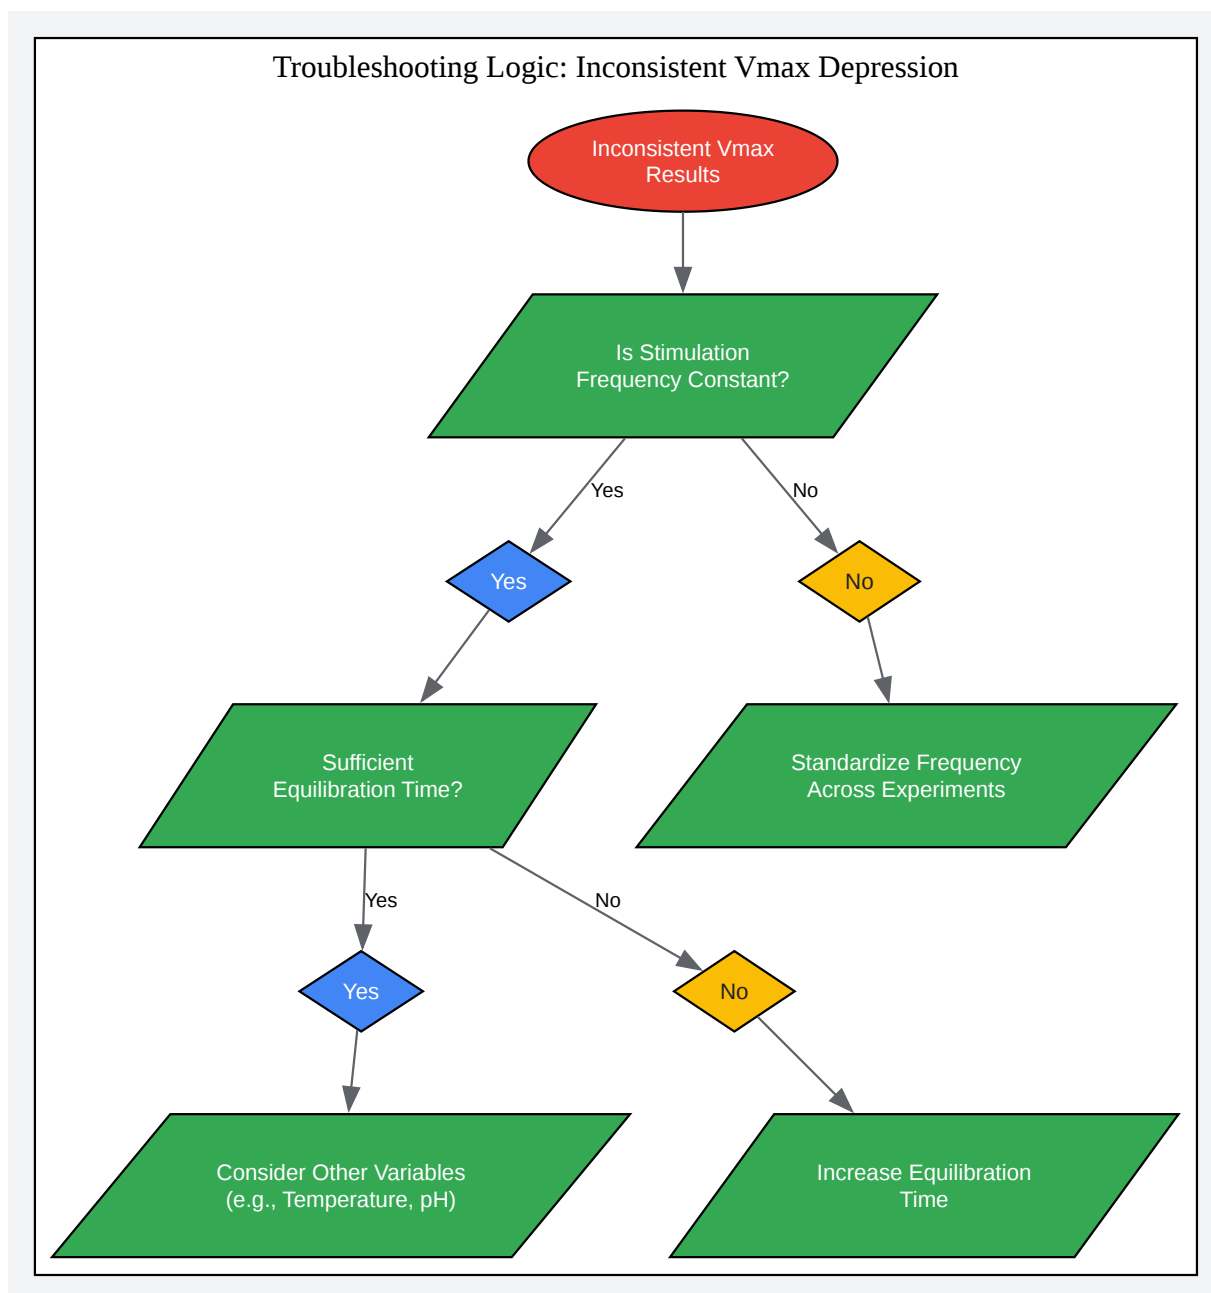 Troubleshooting Logic: Inconsistent Vmax Depression
Inconsistent Vmax
Results
Is Stimulation
Frequency Constant?
Yes
No
Yes
No
Sufficient
Equilibration Time?
Standardize Frequency
Across Experiments
Yes
No
Yes
No
Consider Other Variables
(e.g., Temperature, pH)
Increase Equilibration
Time